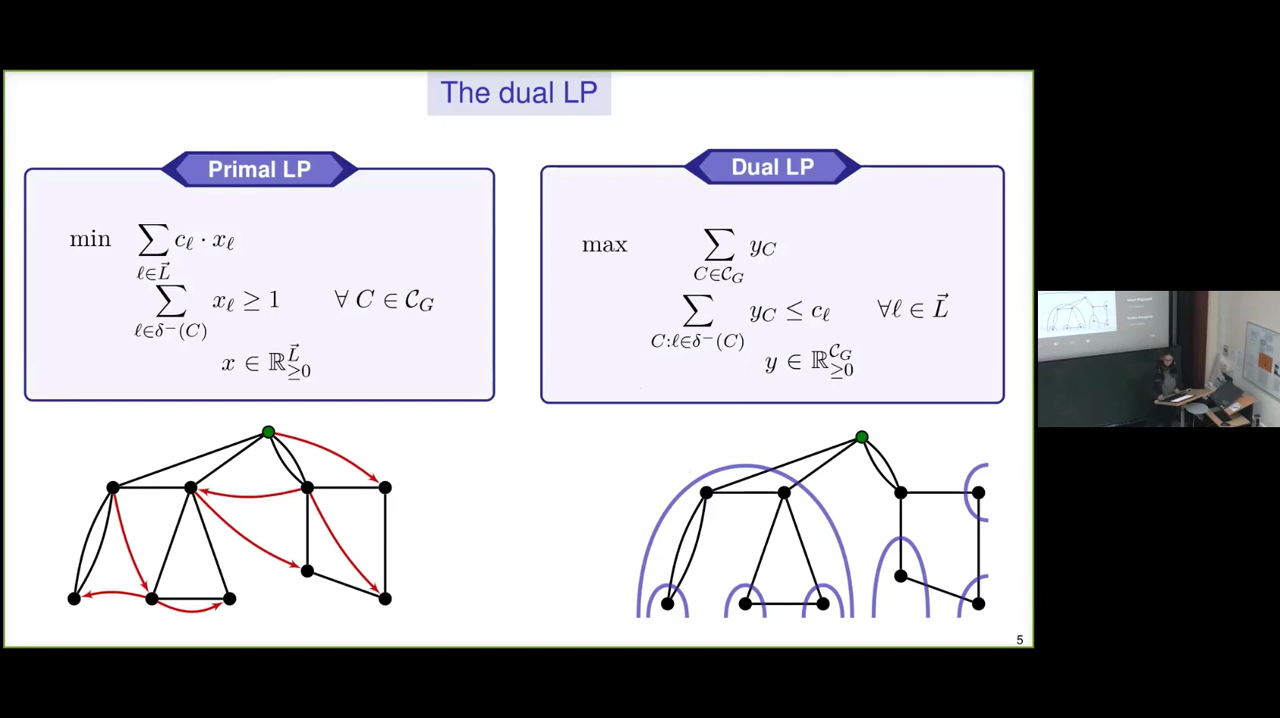 The dual LP
Primal LP
min ∑_{ℓ∈L⃗} c_ℓ · x_ℓ
∑_{ℓ∈δ⁻(C)} x_ℓ ≥ 1 ∀ C ∈ 𝒞_G
x ∈ ℝ^{L⃗}_{≥0}
Dual LP
max ∑_{C∈𝒞_G} y_C
∑_{C:ℓ∈δ⁻(C)} y_C ≤ c_ℓ ∀ℓ ∈ L⃗
y ∈ ℝ^{𝒞_G}_{≥0}
5